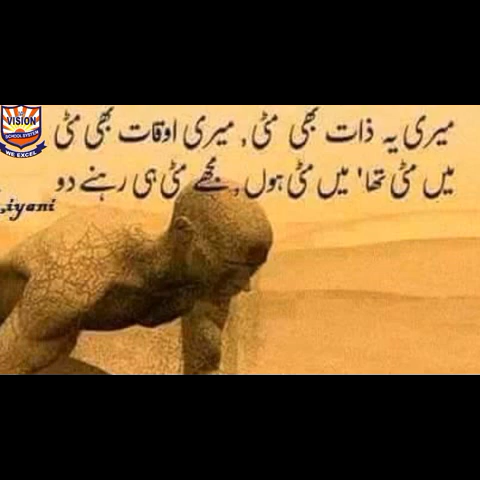 VISION
SCHOOL SYSTEM
WE EXCEL
میری یہ ذات بھی مٹی, میری اوقات بھی مٹی
میں مٹی تھا' میں مٹی ہوں, مجھے مٹی ہی رہنے دو